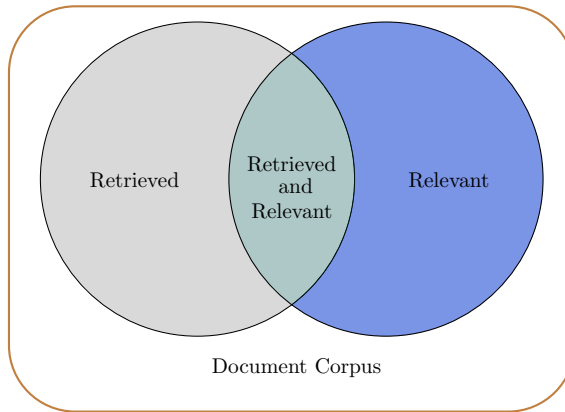 Retrieved
Retrieved
and
Relevant
Relevant
Document Corpus